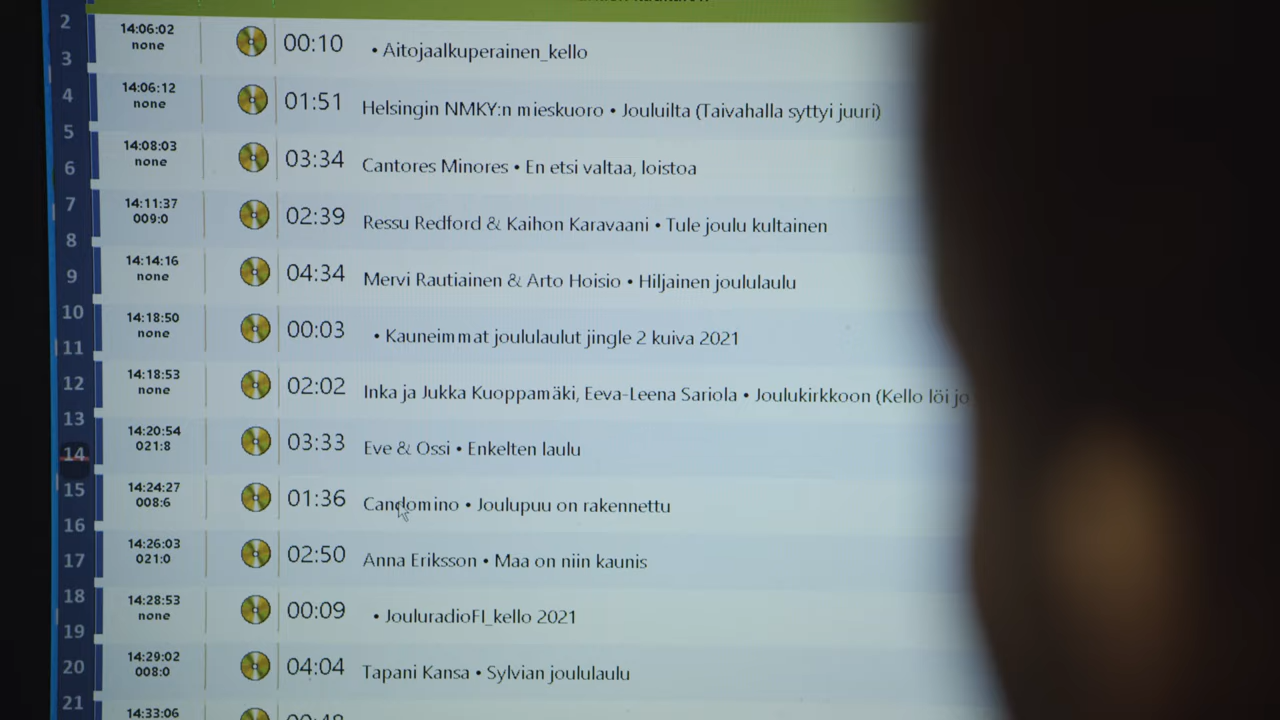 2
3
4
5
6
7
8
9
10
11
12
13
14
15
16
17
18
19
20
21
14:06:02
none
00:10
• Aitojaalkuperainen_kello
14:06:12
none
01:51
Helsingin NMKY:n mieskuoro • Jouluilta (Taivahalla syttyi juuri)
14:08:03
none
03:34
Cantores Minores • En etsi valtaa, loistoa
14:11:37
009:0
02:39
Ressu Redford & Kaihon Karavaani • Tule joulu kultainen
14:14:16
none
04:34
Mervi Rautiainen & Arto Hoisio • Hiljainen joululaulu
14:18:50
none
00:03
• Kauneimmat joululaulut jingle 2 kuiva 2021
14:18:53
none
02:02
Inka ja Jukka Kuoppamäki, Eeva-Leena Sariola • Joulukirkkoon (Kello löi jo
14:20:54
021:8
03:33
Eve & Ossi • Enkelten laulu
14:24:27
008:6
01:36
Candomino • Joulupuu on rakennettu
14:26:03
021:0
02:50
Anna Eriksson • Maa on niin kaunis
14:28:53
none
00:09
• JouluradioFI_kello 2021
14:29:02
008:0
04:04
Tapani Kansa • Sylvian joululaulu
14:33:06